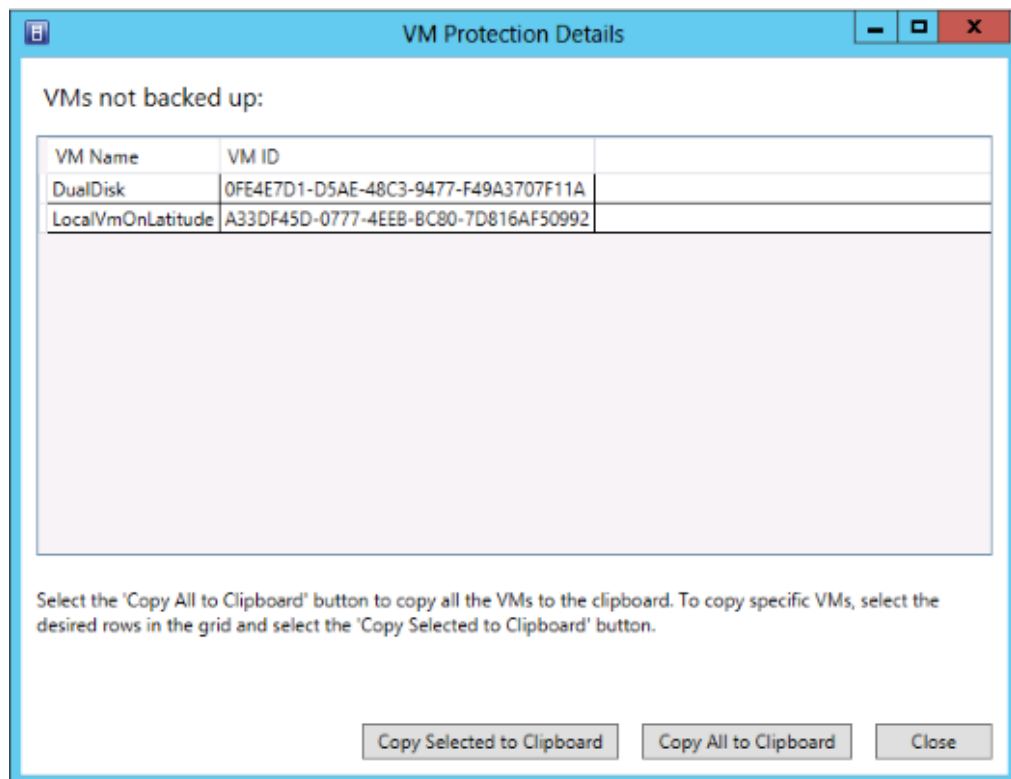 VM Protection Details
VMs not backed up:
VM Name VM ID
DualDisk 0FE4E7D1-D5AE-48C3-9477-F49A3707F11A
LocalVmOnLatitude A33DF45D-0777-4EEB-BC80-7D816AF50992
Select the 'Copy All to Clipboard' button to copy all the VMs to the clipboard. To copy specific VMs, select the
desired rows in the grid and select the 'Copy Selected to Clipboard' button.
Copy Selected to Clipboard Copy All to Clipboard Close